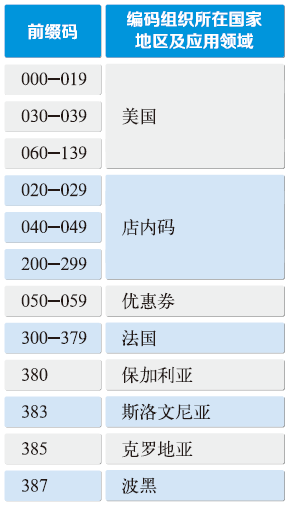 前缀码
编码组织所在国家
地区及应用领域
000—019
030—039
060—139
美国
020—029
040—049
200—299
店内码
050—059
优惠券
300—379
法国
380
保加利亚
383
斯洛文尼亚
385
克罗地亚
387
波黑